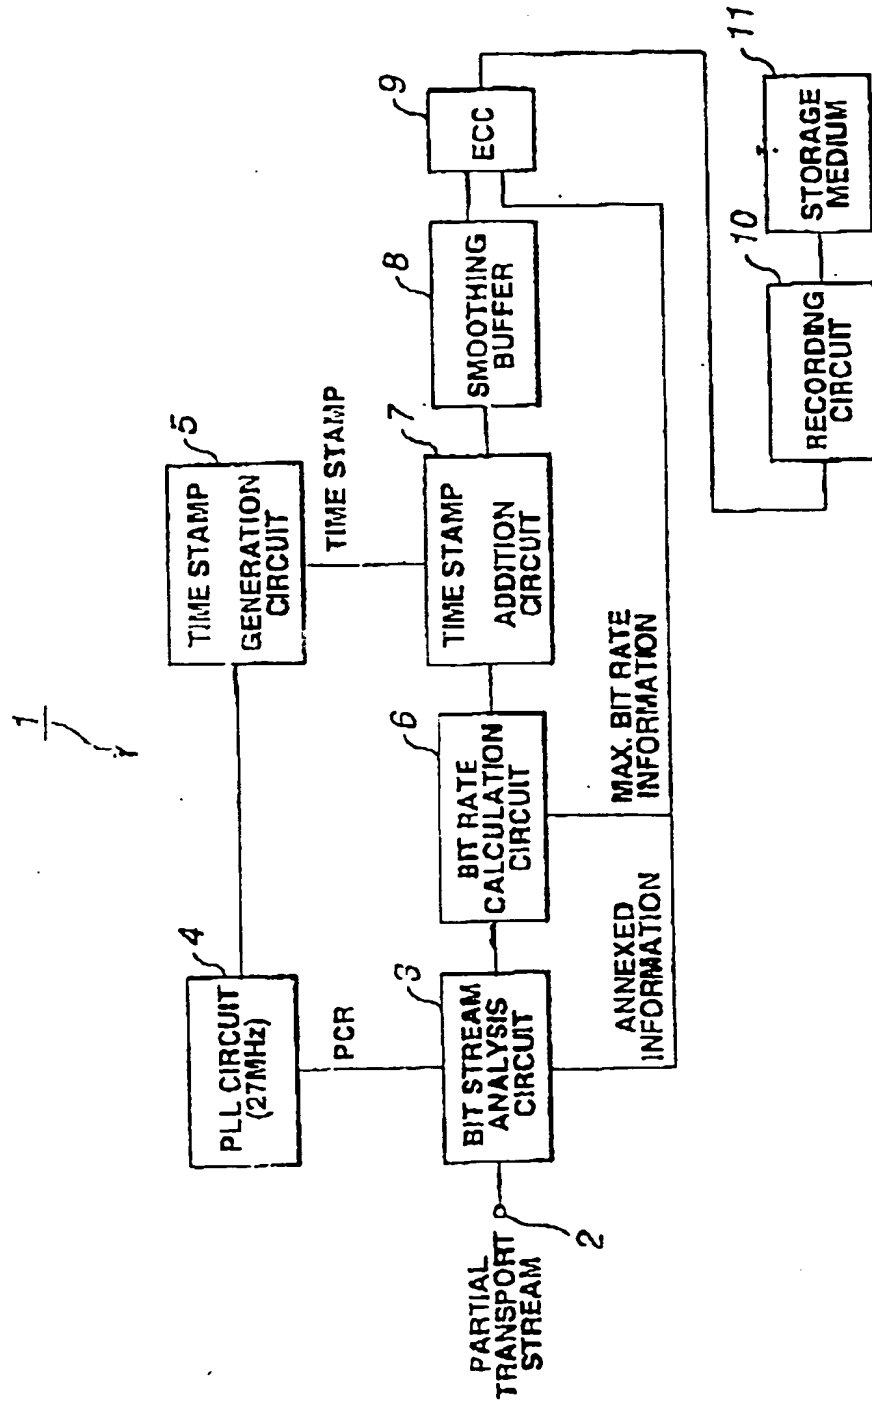 1
4
PLL CIRCUIT
(27MHz)
5
TIME STAMP
GENERATION
CIRCUIT
PCR
TIME STAMP
PARTIAL
TRANSPORT
STREAM
2
3
BIT STREAM
ANALYSIS
CIRCUIT
6
BIT RATE
CALCULATION
CIRCUIT
7
TIME STAMP
ADDITION
CIRCUIT
8
SMOOTHING
BUFFER
9
ECC
ANNEXED
INFORMATION
MAX. BIT RATE
INFORMATION
10
RECORDING
CIRCUIT
11
STORAGE
MEDIUM